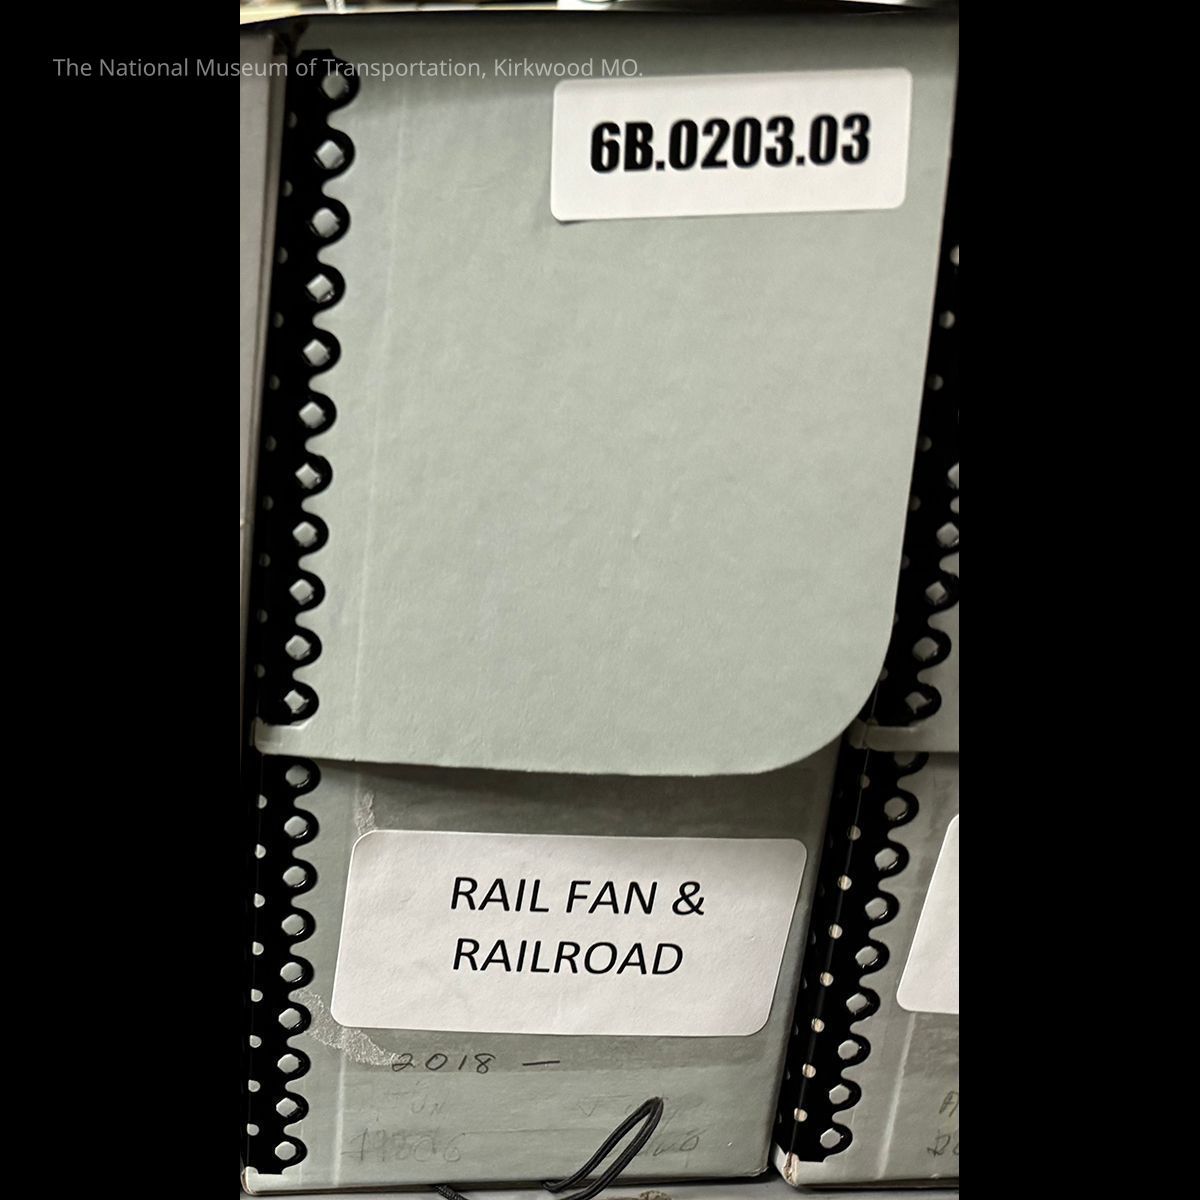 The National Museum of Transportation, Kirkwood MO.
6B.0203.03
RAIL FAN &
RAILROAD
2018 —